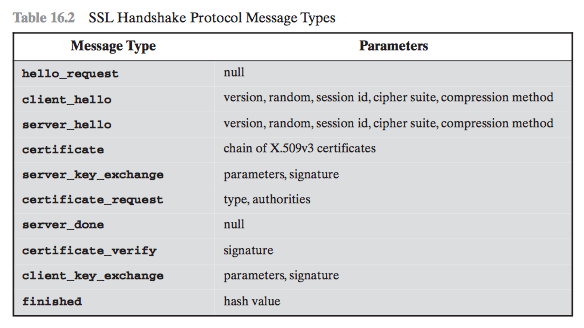 Table 16.2 SSL Handshake Protocol Message Types
Message Type Parameters
hello_request null
client_hello version, random, session id, cipher suite, compression method
server_hello version, random, session id, cipher suite, compression method
certificate chain of X.509v3 certificates
server_key_exchange parameters, signature
certificate_request type, authorities
server_done null
certificate_verify signature
client_key_exchange parameters, signature
finished hash value